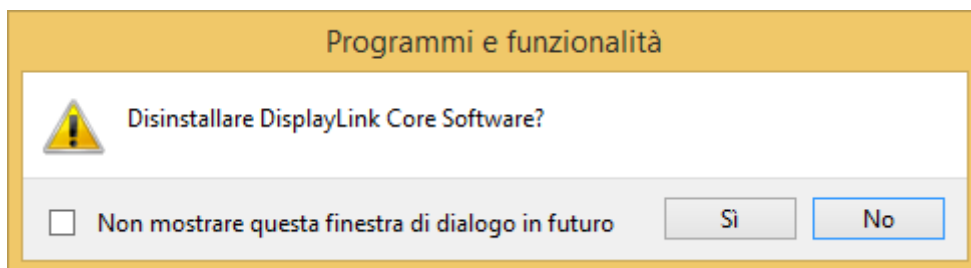 Programmi e funzionalità
Disinstallare DisplayLink Core Software?
Non mostrare questa finestra di dialogo in futuro
Sì
No